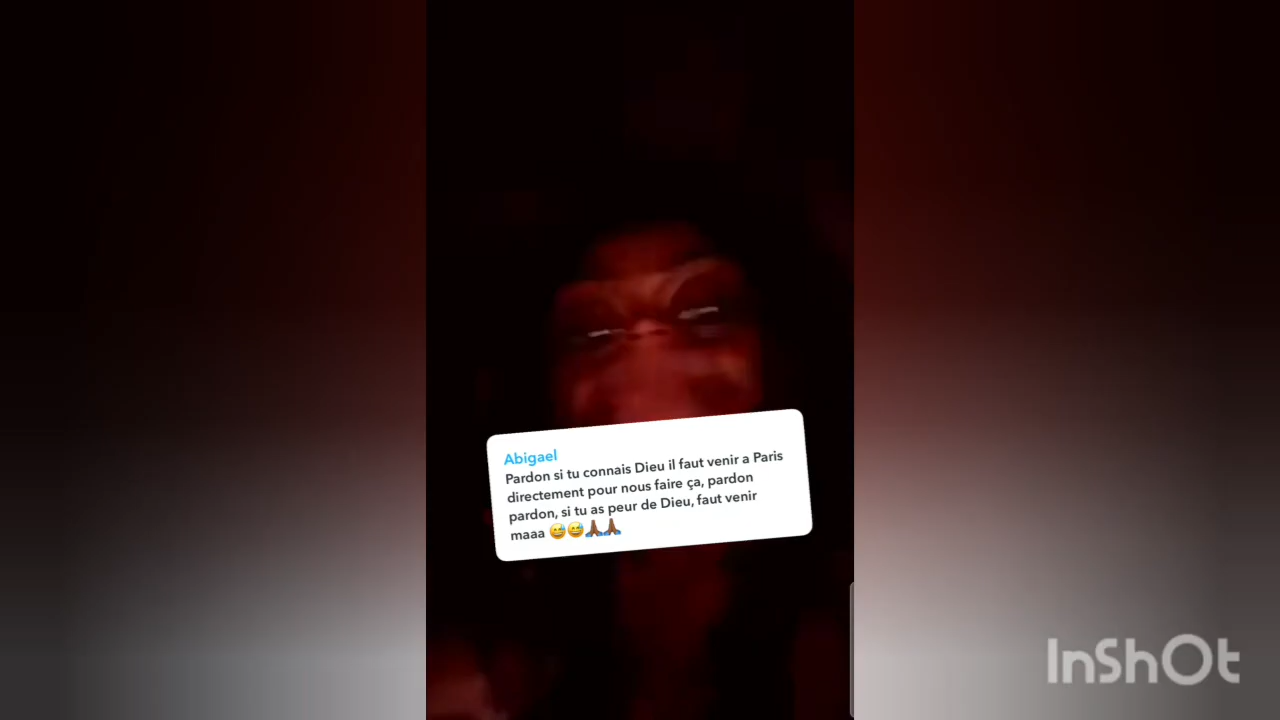 Abigael
Pardon si tu connais Dieu il faut venir a Paris
directement pour nous faire ça, pardon
pardon, si tu as peur de Dieu, faut venir
maaa 😅😅🙏🏾🙏🏾
InShOt